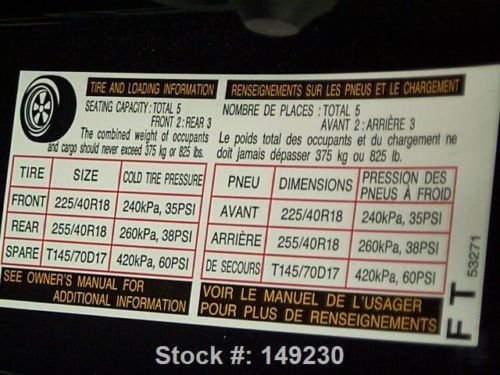 TIRE AND LOADING INFORMATION
SEATING CAPACITY : TOTAL 5
FRONT 2 : REAR 3
The combined weight of occupants
and cargo should never exceed 375 kg or 825 lbs.
TIRE SIZE COLD TIRE PRESSURE
FRONT 225/40R18 240kPa, 35PSI
REAR 255/40R18 260kPa, 38PSI
SPARE T145/70D17 420kPa, 60PSI
SEE OWNER'S MANUAL FOR
ADDITIONAL INFORMATION
RENSEIGNEMENTS SUR LES PNEUS ET LE CHARGEMENT
NOMBRE DE PLACES : TOTAL 5
AVANT 2 : ARRIÈRE 3
Le poids total des occupants et du chargement ne
doit jamais dépasser 375 kg ou 825 lb.
PNEU DIMENSIONS PRESSION DES
PNEUS À FROID
AVANT 225/40R18 240kPa, 35PSI
ARRIÈRE 255/40R18 260kPa, 38PSI
DE SECOURS T145/70D17 420kPa, 60PSI
VOIR LE MANUEL DE L'USAGER
POUR PLUS DE RENSEIGNEMENTS
FT 53271
Stock #: 149230